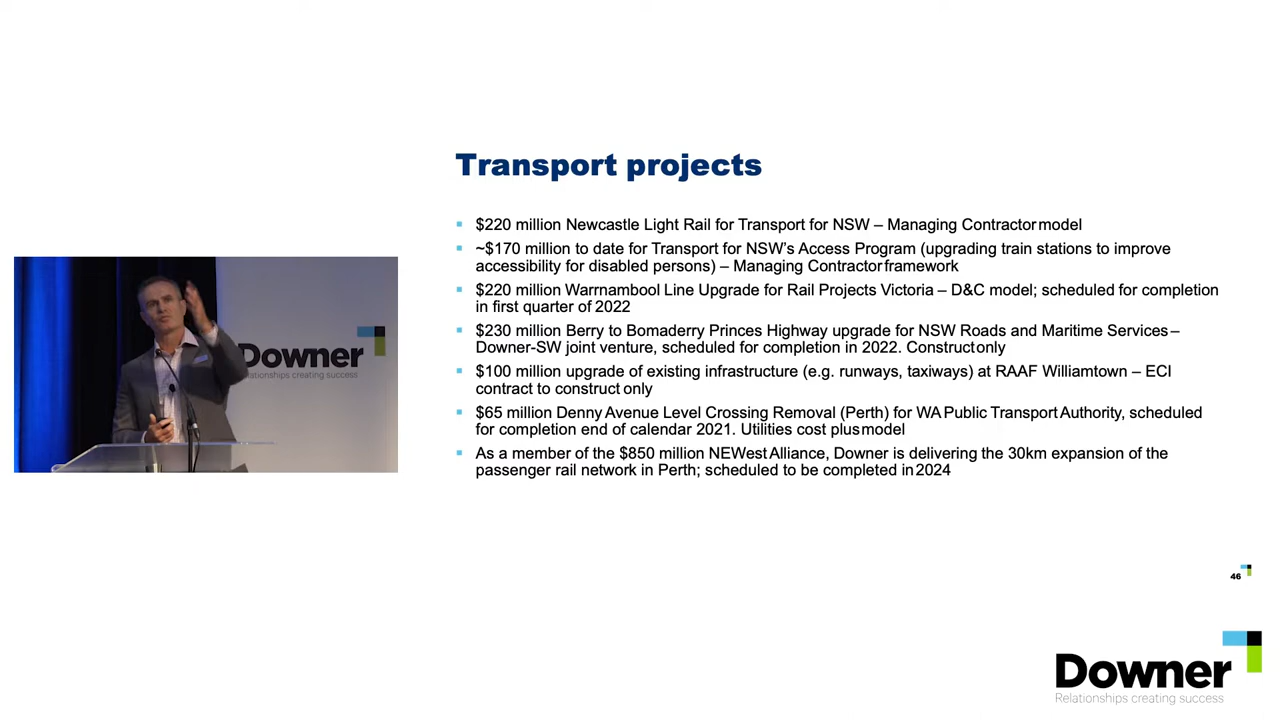 Transport projects
$220 million Newcastle Light Rail for Transport for NSW – Managing Contractor model
~$170 million to date for Transport for NSW's Access Program (upgrading train stations to improve
accessibility for disabled persons) – Managing Contractor framework
$220 million Warrnambool Line Upgrade for Rail Projects Victoria – D&C model; scheduled for completion
in first quarter of 2022
$230 million Berry to Bomaderry Princes Highway upgrade for NSW Roads and Maritime Services –
Downer-SW joint venture, scheduled for completion in 2022. Construct only
$100 million upgrade of existing infrastructure (e.g. runways, taxiways) at RAAF Williamtown – ECI
contract to construct only
$65 million Denny Avenue Level Crossing Removal (Perth) for WA Public Transport Authority, scheduled
for completion end of calendar 2021. Utilities cost plus model
As a member of the $850 million NEWest Alliance, Downer is delivering the 30km expansion of the
passenger rail network in Perth; scheduled to be completed in 2024
Downer
Relationships creating success
46
Downer
Relationships creating success